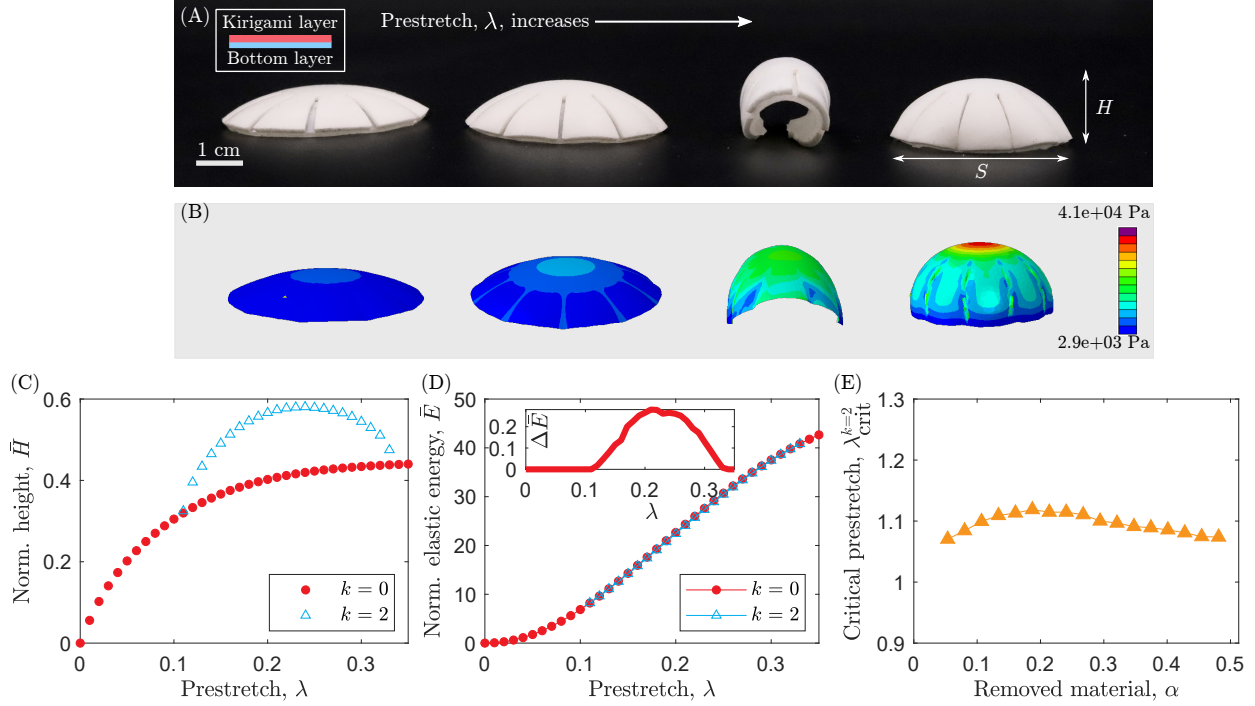 (A)
Kirigami layer
Bottom layer
Prestretch, λ, increases
1 cm
H
S
(B)
4.1e+04 Pa
2.9e+03 Pa
(C)
Norm. height, H̄
0.6
0.4
0.2
0
0 0.1 0.2 0.3
k = 0
k = 2
Prestretch, λ
(D)
Norm. elastic energy, Ē
50
40
30
20
10
0
0 0.1 0.2 0.3
ΔĒ
0.2
0.1
0
0 0.1 0.2 0.3
λ
k = 0
k = 2
Prestretch, λ
(E)
Critical prestretch, λ_crit^{k=2}
1.3
1.2
1.1
1
0.9
0 0.1 0.2 0.3 0.4 0.5
Removed material, α